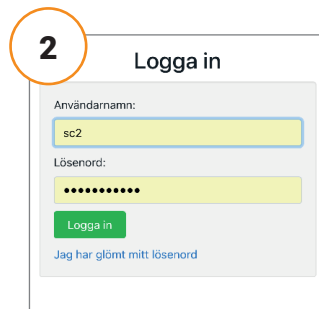 2
Logga in
Användarnamn:
sc2
Lösenord:
•••••••••••
Logga in
Jag har glömt mitt lösenord